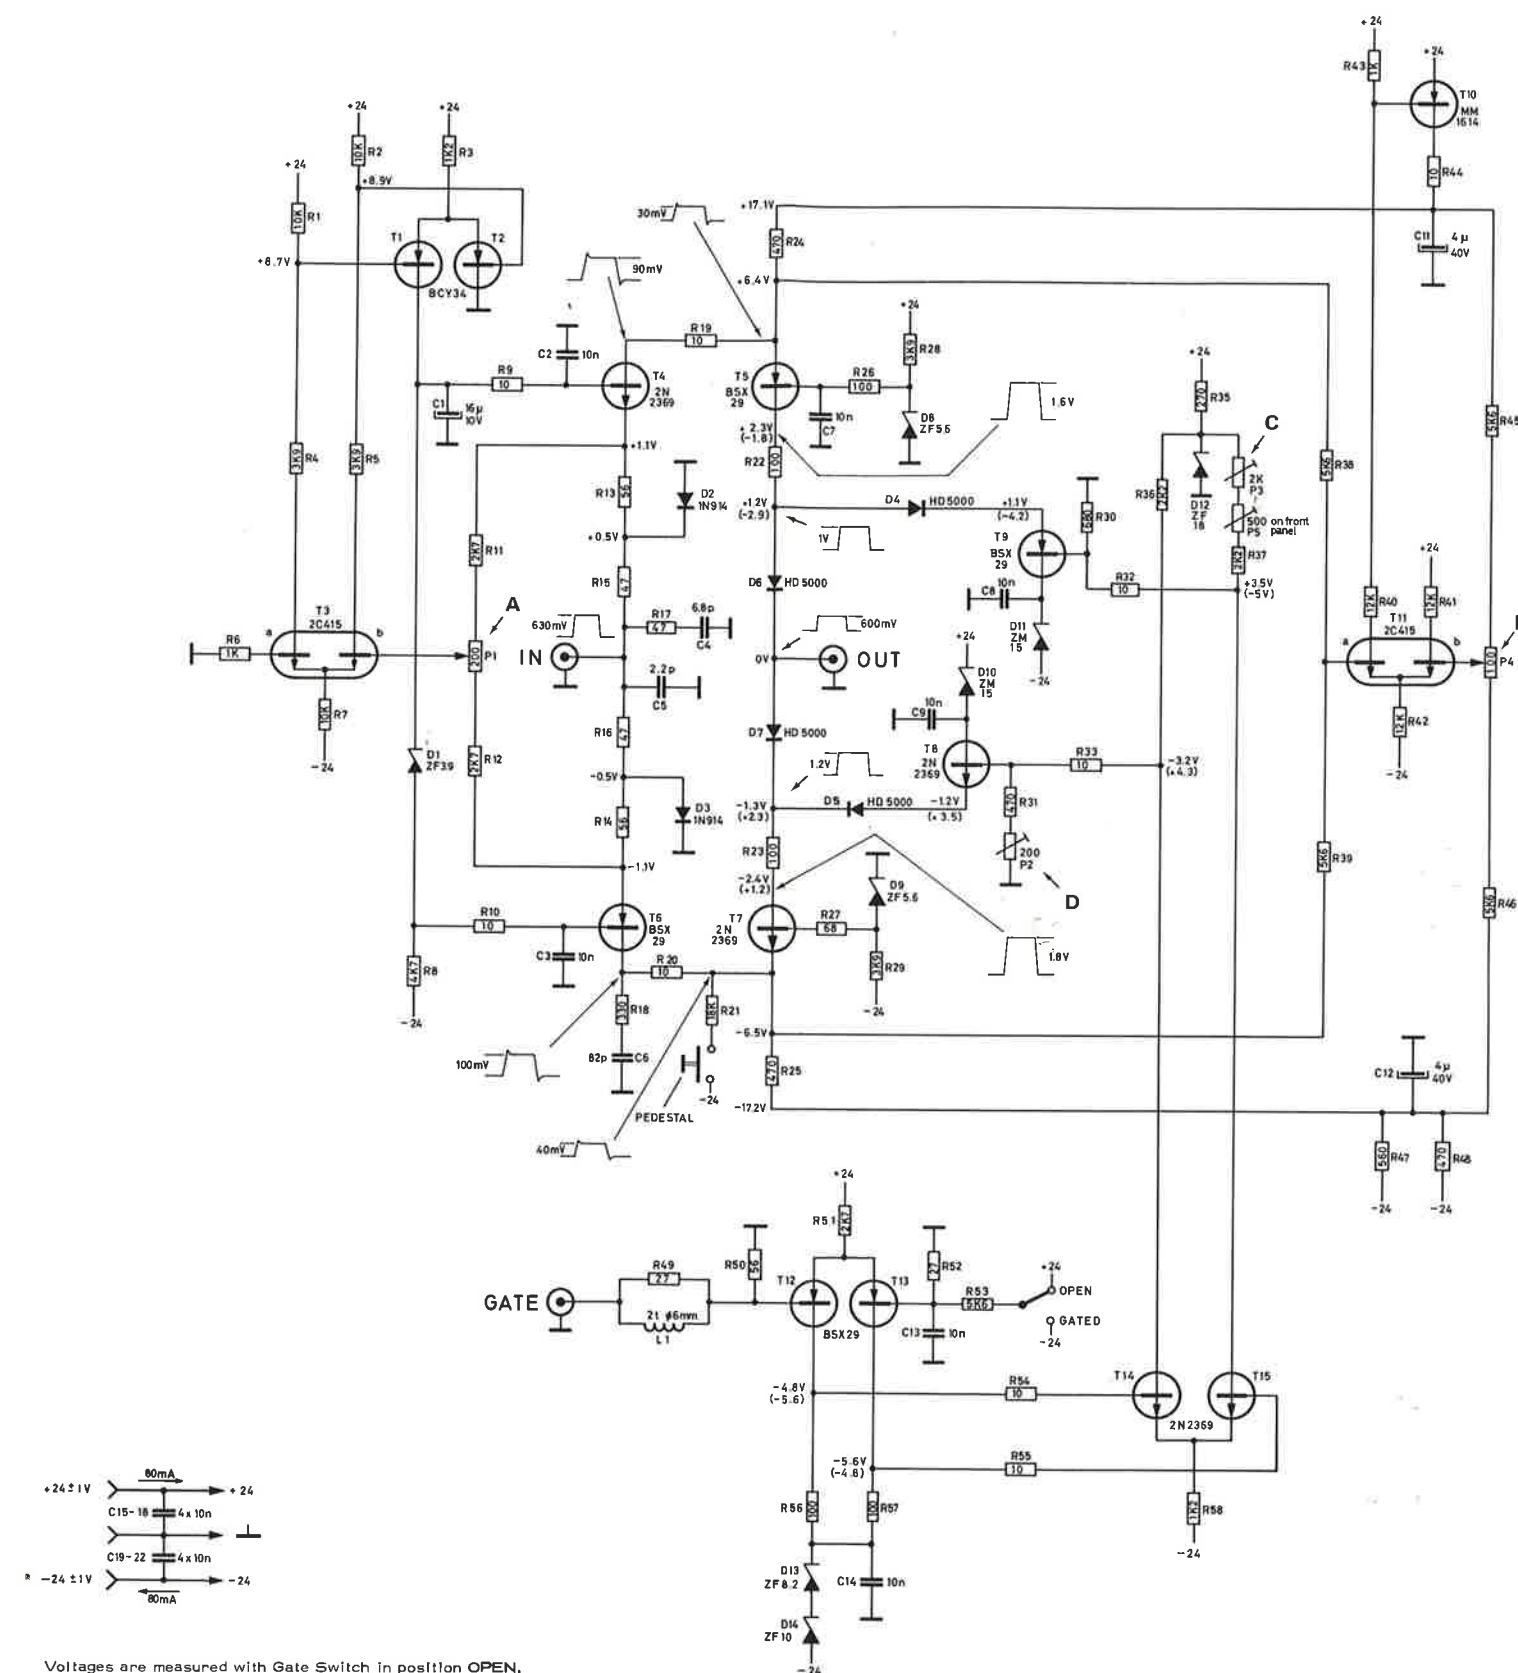 +24
R43
1K
+24
T10
MM
1614
10
R44
+24
10K
R2
+24
1K2
R3
+8.9V
+24
10K
R1
T1
T2
+8.7V
BCY34
30mV
90mV
+17.1V
470
R24
C11
4µ
40V
+6.4V
R19
10
C2
10n
R9
10
T4
2N
2369
C1
16µ
10V
T5
BSX
29
R26
100
+24
3K9
R28
C7
10n
D8
ZF5.6
1.6V
+24
270
R35
C
+2.3V
(-1.8)
R22
100
5K6
R45
3K9
R4
3K9
R5
+1.1V
R13
56
D2
1N914
+0.5V
5K6
R38
R36
2K2
D12
ZF
18
2K
P3
500
P5
on front
panel
2K2
R37
+1.2V
(-2.9)
1V
D4
HD5000
+1.1V
(-4.2)
680
R30
T9
BSX
29
2K7
R11
R15
47
D6
HD 5000
C8
10n
R32
10
+3.5V
(-5V)
+24
12K
R40
12K
R41
T3
2C415
a
b
A
R6
1K
200
P1
630mV
R17
47
6.8p
C4
600mV
D11
ZM
15
-24
T11
2C415
a
b
100
P4
IN
0V
OUT
+24
D10
ZM
15
2.2p
C5
10K
R7
-24
R16
47
D7
HD 5000
C9
10n
12K
R42
-24
D1
ZF3.9
2K7
R12
-0.5V
1.2V
T8
2N
2369
R33
10
-3.2V
(+4.3)
R14
56
D3
1N914
-1.3V
(+2.3)
D5
HD 5000
-1.2V
(+3.5)
470
R31
200
P2
D
R23
100
-1.1V
-2.4V
(+1.2)
D9
ZF5.6
5K6
R39
5K6
R46
R10
10
T6
BSX
29
T7
2N
2369
R27
68
C3
10n
4K7
R8
-24
R20
10
3K9
R29
-24
1.8V
330
R18
18K
R21
-6.5V
100mV
82p
C6
-24
470
R25
C12
4µ
40V
PEDESTAL
-17.2V
40mV
560
R47
-24
470
R48
-24
+24
R51
2K7
R49
27
R50
56
T12
T13
27
R52
R53
5K6
+24
OPEN
GATE
2t ø6mm
L1
BSX29
C13
10n
GATED
-24
-4.8V
(-5.6)
R54
10
T14
T15
2N2369
-5.6V
(-4.8)
R55
10
R56
100
100
R57
1K2
R58
-24
80mA
+24±1V
+24
C15-18
4x10n
C19-22
4x10n
-24±1V
-24
80mA
D13
ZF8.2
C14
10n
D14
ZF10
-24
Voltages are measured with Gate Switch in position OPEN.